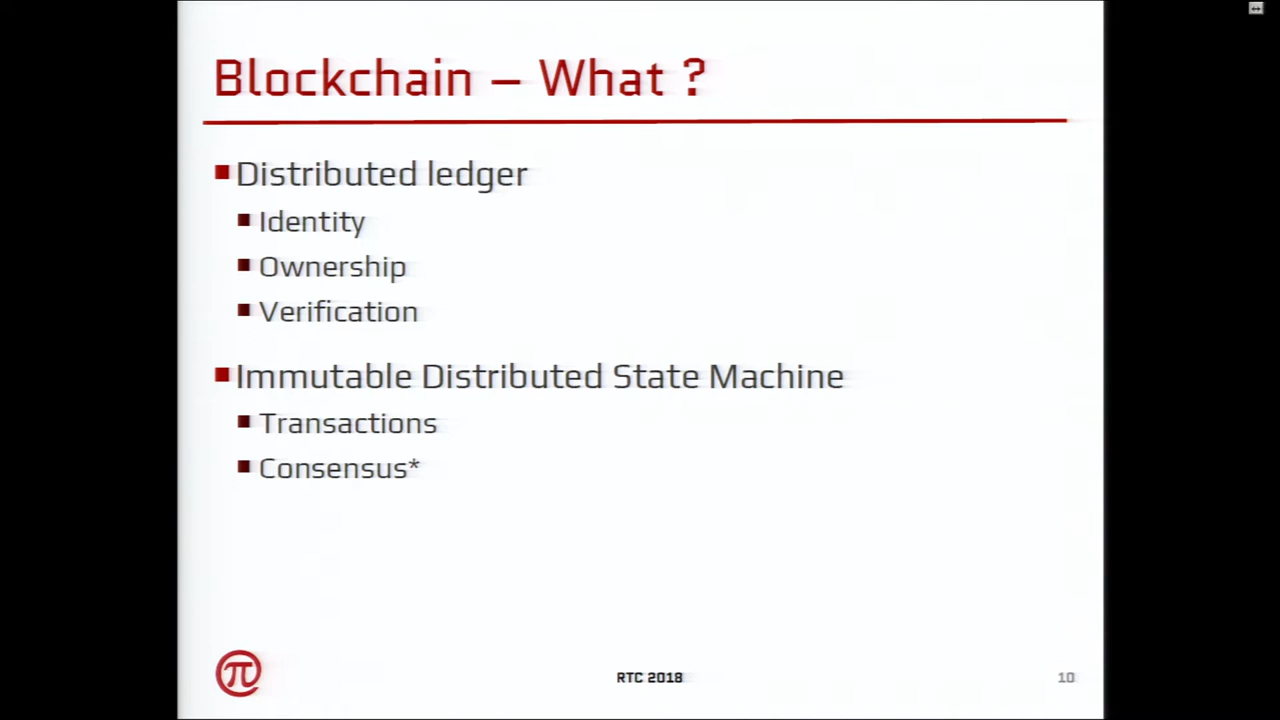 Blockchain – What ?
Distributed ledger
Identity
Ownership
Verification
Immutable Distributed State Machine
Transactions
Consensus*
π
RTC 2018
10